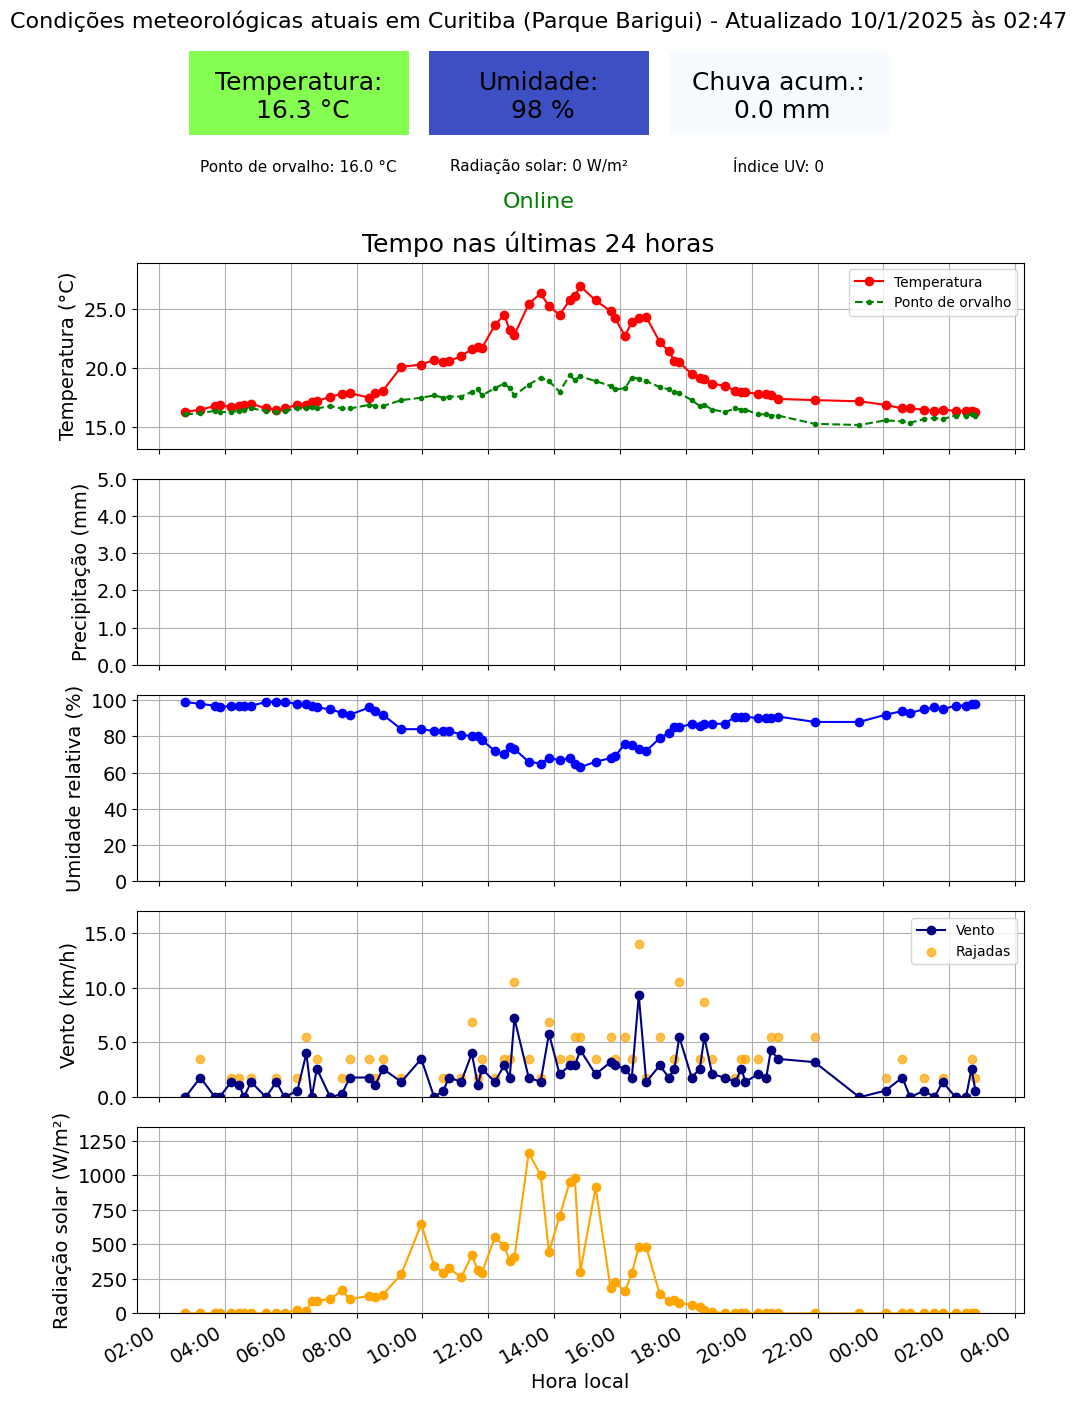 Condições meteorológicas atuais em Curitiba (Parque Barigui) - Atualizado 10/1/2025 às 02:47
Temperatura:
16.3 °C
Umidade:
98 %
Chuva acum.:
0.0 mm
Ponto de orvalho: 16.0 °C
Radiação solar: 0 W/m²
Índice UV: 0
Online
Tempo nas últimas 24 horas
Temperatura (°C)
25.0
20.0
15.0
Temperatura
Ponto de orvalho
Precipitação (mm)
5.0
4.0
3.0
2.0
1.0
0.0
Umidade relativa (%)
100
80
60
40
20
0
Vento (km/h)
15.0
10.0
5.0
0.0
Vento
Rajadas
Radiação solar (W/m²)
1250
1000
750
500
250
0
02:00 04:00 06:00 08:00 10:00 12:00 14:00 16:00 18:00 20:00 22:00 00:00 02:00 04:00
Hora local